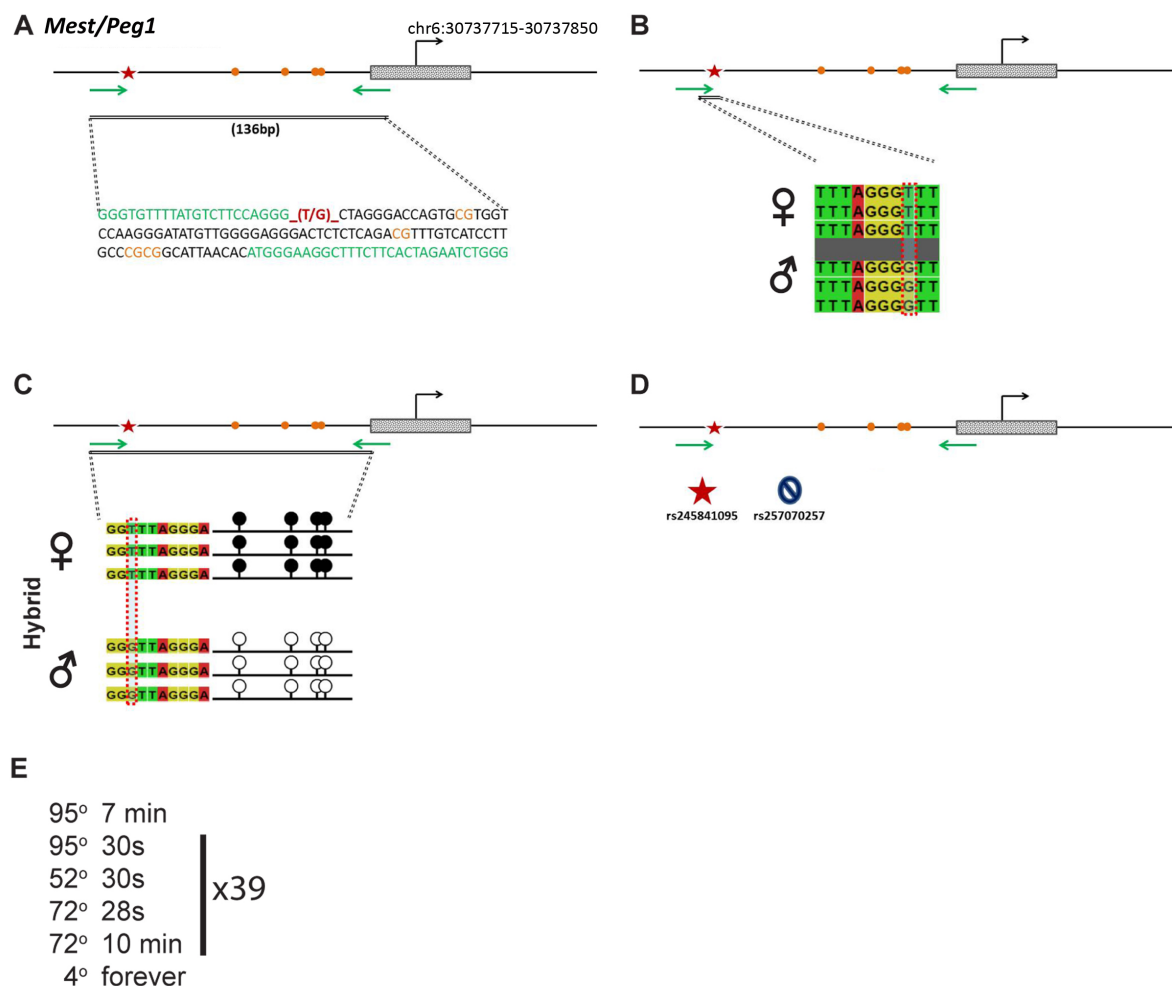 A Mest/Peg1 chr6:30737715-30737850
(136bp)
GGGTGTTTTATGTCTTCCAGGG_(T/G)_CTAGGGACCAGTGCGTGGT
CCAAGGGATATGTTGGGGAGGGACTCTCTCAGACGTTTGTCATCCTT
GCCCGCGGCATTAACACATGGGAAGGCTTTCTTCACTAGAATCTGGG
B
TTTAGGGTTT
TTTAGGGTTT
TTTAGGGTTT
TTTAGGGGTT
TTTAGGGGTT
TTTAGGGGTT
C
Hybrid
GGTTTAGGGA
GGTTTAGGGA
GGTTTAGGGA
GGGTTAGGGA
GGGTTAGGGA
GGGTTAGGGA
D
rs245841095 rs257070257
E
95° 7 min
95° 30s
52° 30s
72° 28s
72° 10 min
4° forever
x39